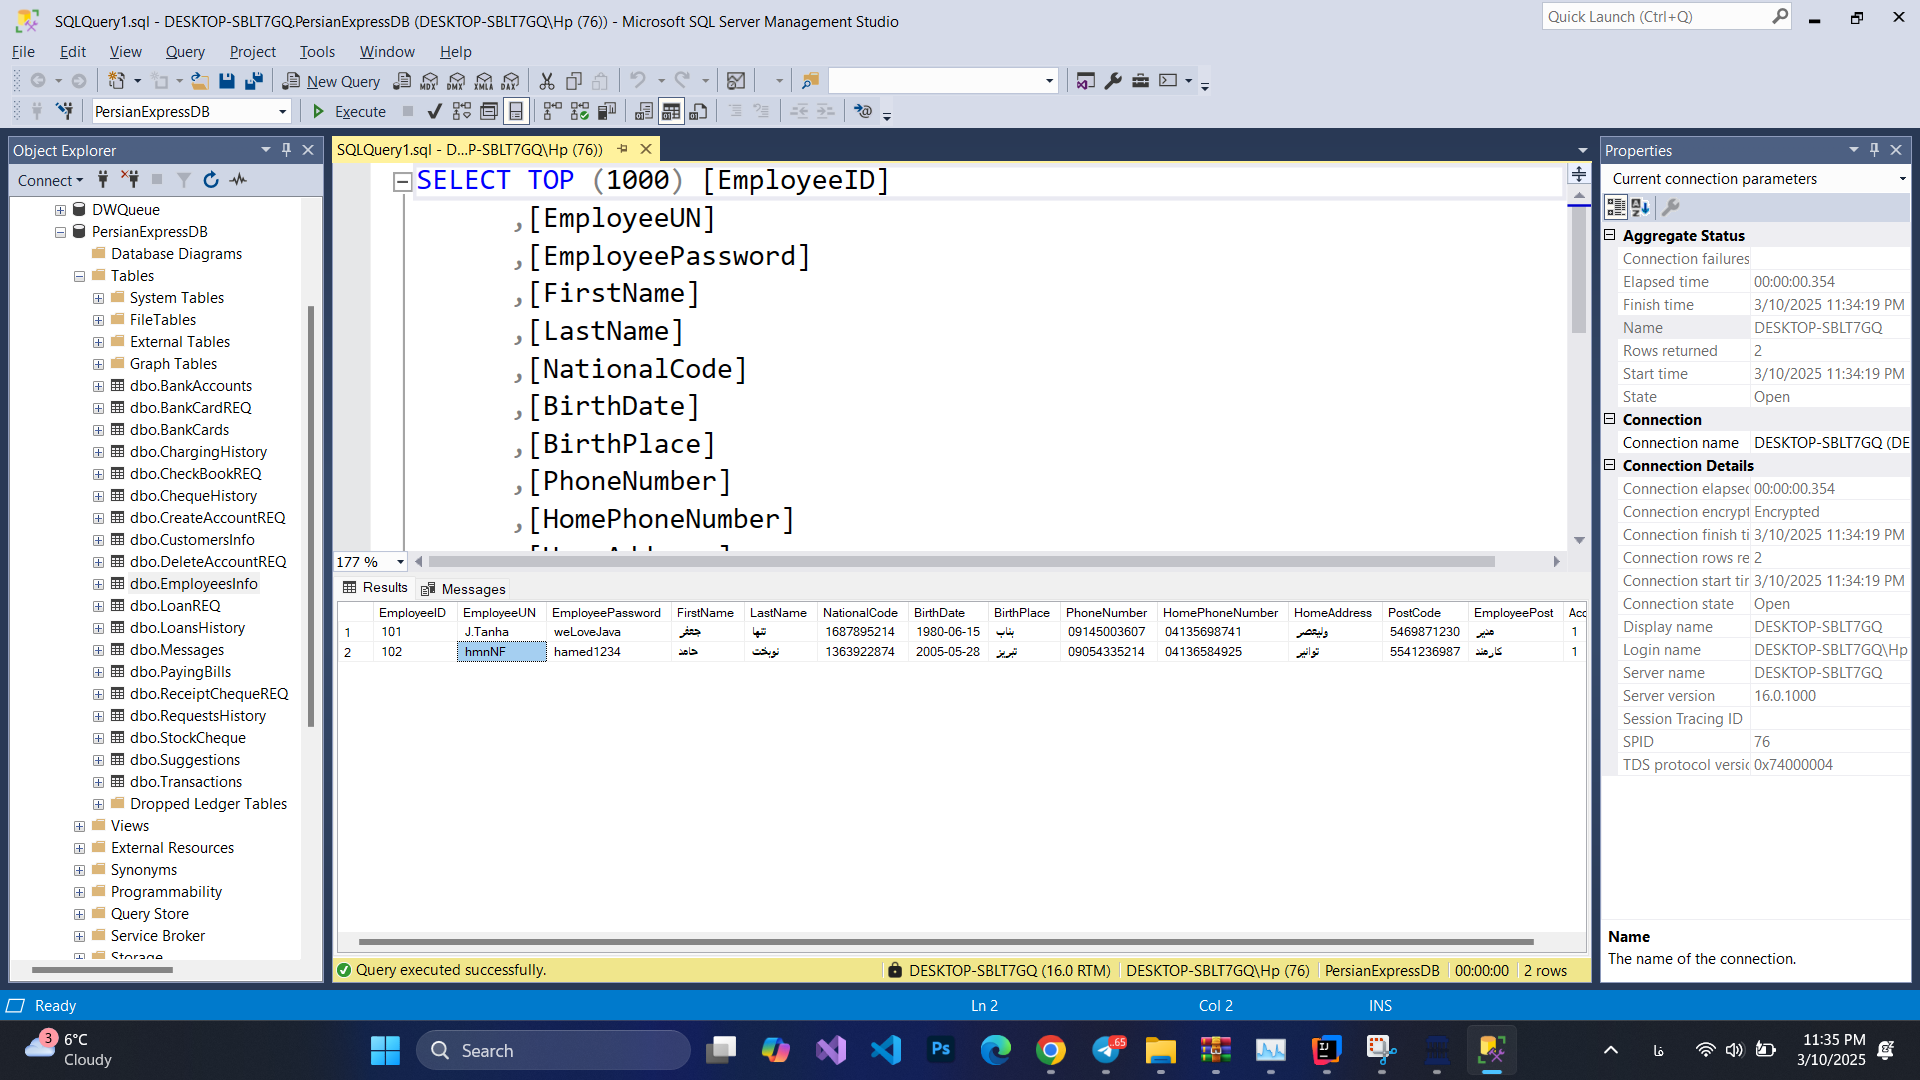 SQLQuery1.sql - DESKTOP-SBLT7GQ.PersianExpressDB (DESKTOP-SBLT7GQ\Hp (76)) - Microsoft SQL Server Management Studio
Quick Launch (Ctrl+Q)
File Edit View Query Project Tools Window Help
New Query MDX DMX XMLA DAX
PersianExpressDB Execute
Object Explorer
Connect
DWQueue
PersianExpressDB
Database Diagrams
Tables
System Tables
FileTables
External Tables
Graph Tables
dbo.BankAccounts
dbo.BankCardREQ
dbo.BankCards
dbo.ChargingHistory
dbo.CheckBookREQ
dbo.ChequeHistory
dbo.CreateAccountREQ
dbo.CustomersInfo
dbo.DeleteAccountREQ
dbo.EmployeesInfo
dbo.LoanREQ
dbo.LoansHistory
dbo.Messages
dbo.PayingBills
dbo.ReceiptChequeREQ
dbo.RequestsHistory
dbo.StockCheque
dbo.Suggestions
dbo.Transactions
Dropped Ledger Tables
Views
External Resources
Synonyms
Programmability
Query Store
Service Broker
Storage
SQLQuery1.sql - D...P-SBLT7GQ\Hp (76))
SELECT TOP (1000) [EmployeeID]
,[EmployeeUN]
,[EmployeePassword]
,[FirstName]
,[LastName]
,[NationalCode]
,[BirthDate]
,[BirthPlace]
,[PhoneNumber]
,[HomePhoneNumber]
177 %
Results Messages
EmployeeID EmployeeUN EmployeePassword FirstName LastName NationalCode BirthDate BirthPlace PhoneNumber HomePhoneNumber HomeAddress PostCode EmployeePost Acc
1 101 J.Tanha weLoveJava جعفر تنها 1687895214 1980-06-15 بناب 09145003607 04135698741 ولیعصر 5469871230 مدیر 1
2 102 hmnNF hamed1234 حامد نوبخت 1363922874 2005-05-28 تبریز 09054335214 04136584925 توانیر 5541236987 کارمند 1
Query executed successfully. DESKTOP-SBLT7GQ (16.0 RTM) DESKTOP-SBLT7GQ\Hp (76) PersianExpressDB 00:00:00 2 rows
Properties
Current connection parameters
Aggregate Status
Connection failures
Elapsed time 00:00:00.354
Finish time 3/10/2025 11:34:19 PM
Name DESKTOP-SBLT7GQ
Rows returned 2
Start time 3/10/2025 11:34:19 PM
State Open
Connection
Connection name DESKTOP-SBLT7GQ (DE
Connection Details
Connection elapsec 00:00:00.354
Connection encrypt Encrypted
Connection finish ti 3/10/2025 11:34:19 PM
Connection rows re 2
Connection start tir 3/10/2025 11:34:19 PM
Connection state Open
Display name DESKTOP-SBLT7GQ
Login name DESKTOP-SBLT7GQ\Hp
Server name DESKTOP-SBLT7GQ
Server version 16.0.1000
Session Tracing ID
SPID 76
TDS protocol versic 0x74000004
Name
The name of the connection.
Ready Ln 2 Col 2 INS
3 6°C
Cloudy
Search
Ps
65
IJ
فا
11:35 PM
3/10/2025